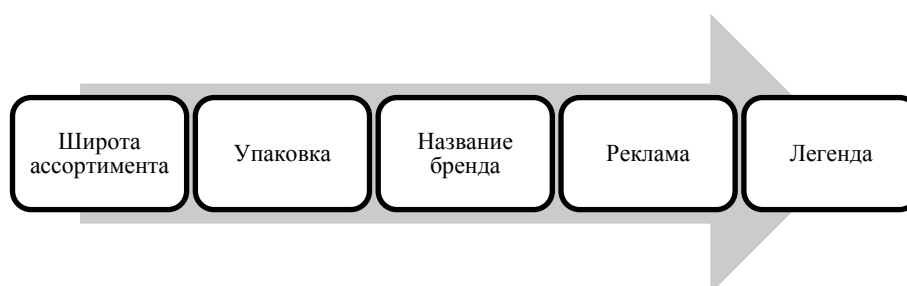 Широта
ассортимента
Упаковка
Название
бренда
Реклама
Легенда